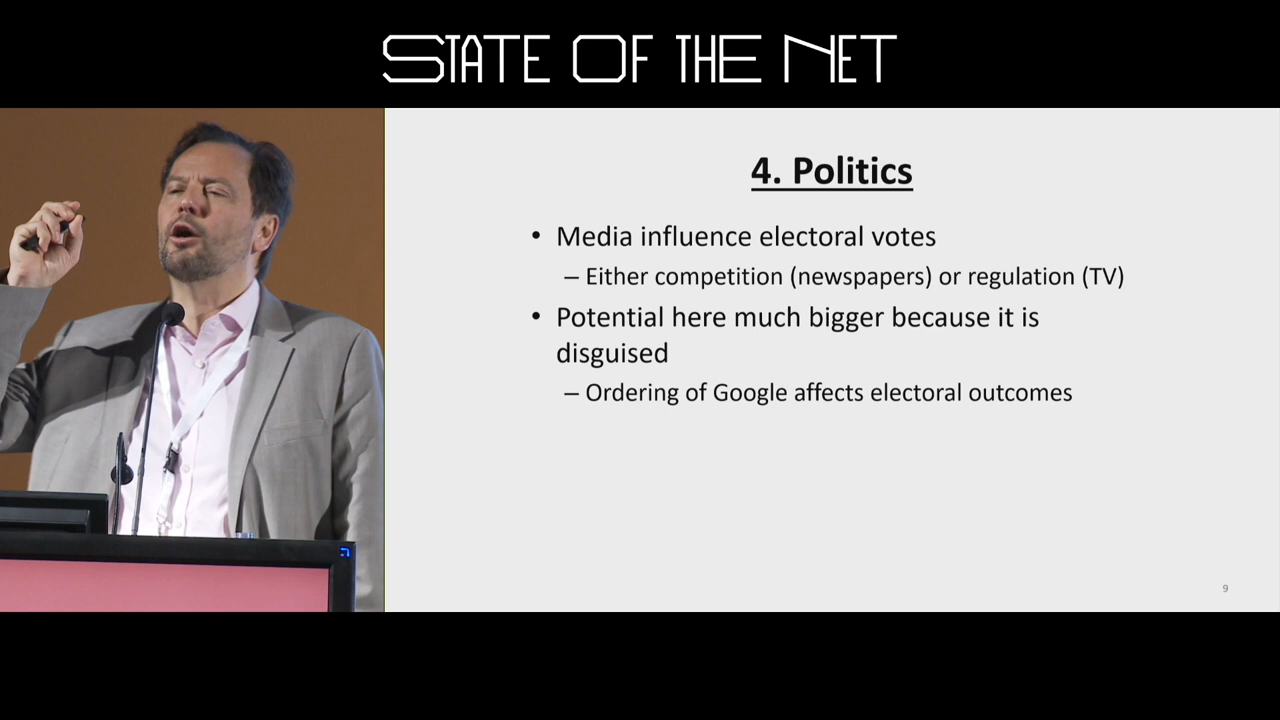 STATE OF THE NET
4. Politics
• Media influence electoral votes
– Either competition (newspapers) or regulation (TV)
• Potential here much bigger because it is
disguised
– Ordering of Google affects electoral outcomes
9